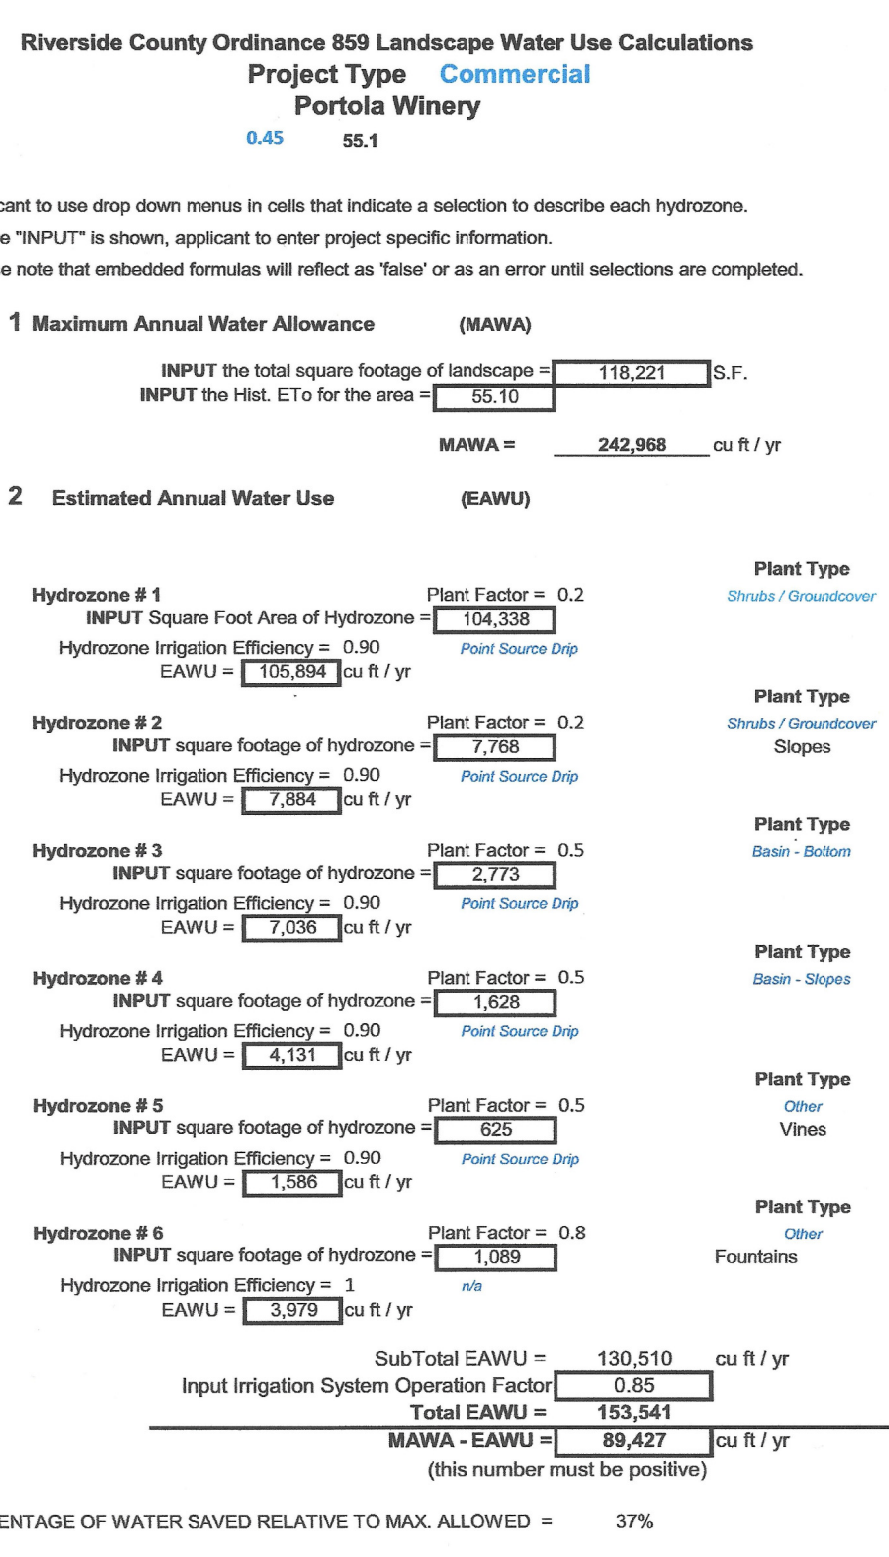 Riverside County Ordinance 859 Landscape Water Use Calculations
Project Type Commercial
Portola Winery
0.45 55.1
cant to use drop down menus in cells that indicate a selection to describe each hydrozone.
e "INPUT" is shown, applicant to enter project specific information.
e note that embedded formulas will reflect as 'false' or as an error until selections are completed.
1 Maximum Annual Water Allowance (MAWA)
INPUT the total square footage of landscape = 118,221 S.F.
INPUT the Hist. ETo for the area = 55.10
MAWA = 242,968 cu ft / yr
2 Estimated Annual Water Use (EAWU)
Plant Type
Hydrozone # 1 Plant Factor = 0.2 Shrubs / Groundcover
INPUT Square Foot Area of Hydrozone = 104,338
Hydrozone Irrigation Efficiency = 0.90 Point Source Drip
EAWU = 105,894 cu ft / yr
Plant Type
Hydrozone # 2 Plant Factor = 0.2 Shrubs / Groundcover
INPUT square footage of hydrozone = 7,768 Slopes
Hydrozone Irrigation Efficiency = 0.90 Point Source Drip
EAWU = 7,884 cu ft / yr
Plant Type
Hydrozone # 3 Plant Factor = 0.5 Basin - Bottom
INPUT square footage of hydrozone = 2,773
Hydrozone Irrigation Efficiency = 0.90 Point Source Drip
EAWU = 7,036 cu ft / yr
Plant Type
Hydrozone # 4 Plant Factor = 0.5 Basin - Slopes
INPUT square footage of hydrozone = 1,628
Hydrozone Irrigation Efficiency = 0.90 Point Source Drip
EAWU = 4,131 cu ft / yr
Plant Type
Hydrozone # 5 Plant Factor = 0.5 Other
INPUT square footage of hydrozone = 625 Vines
Hydrozone Irrigation Efficiency = 0.90 Point Source Drip
EAWU = 1,586 cu ft / yr
Plant Type
Hydrozone # 6 Plant Factor = 0.8 Other
INPUT square footage of hydrozone = 1,089 Fountains
Hydrozone Irrigation Efficiency = 1 n/a
EAWU = 3,979 cu ft / yr
SubTotal EAWU = 130,510 cu ft / yr
Input Irrigation System Operation Factor 0.85
Total EAWU = 153,541
MAWA - EAWU = 89,427 cu ft / yr
(this number must be positive)
ENTAGE OF WATER SAVED RELATIVE TO MAX. ALLOWED = 37%